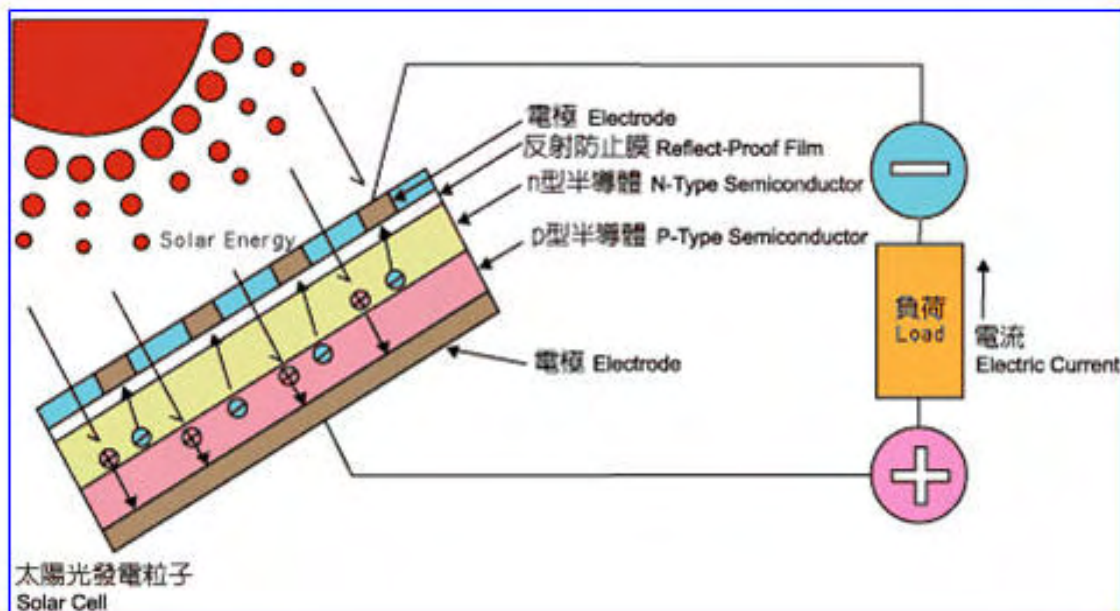 電極 Electrode
反射防止膜 Reflect-Proof Film
n型半導體 N-Type Semiconductor
Solar Energy
p型半導體 P-Type Semiconductor
負荷
Load
電流
Electric Current
電極 Electrode
太陽光發電粒子
Solar Cell